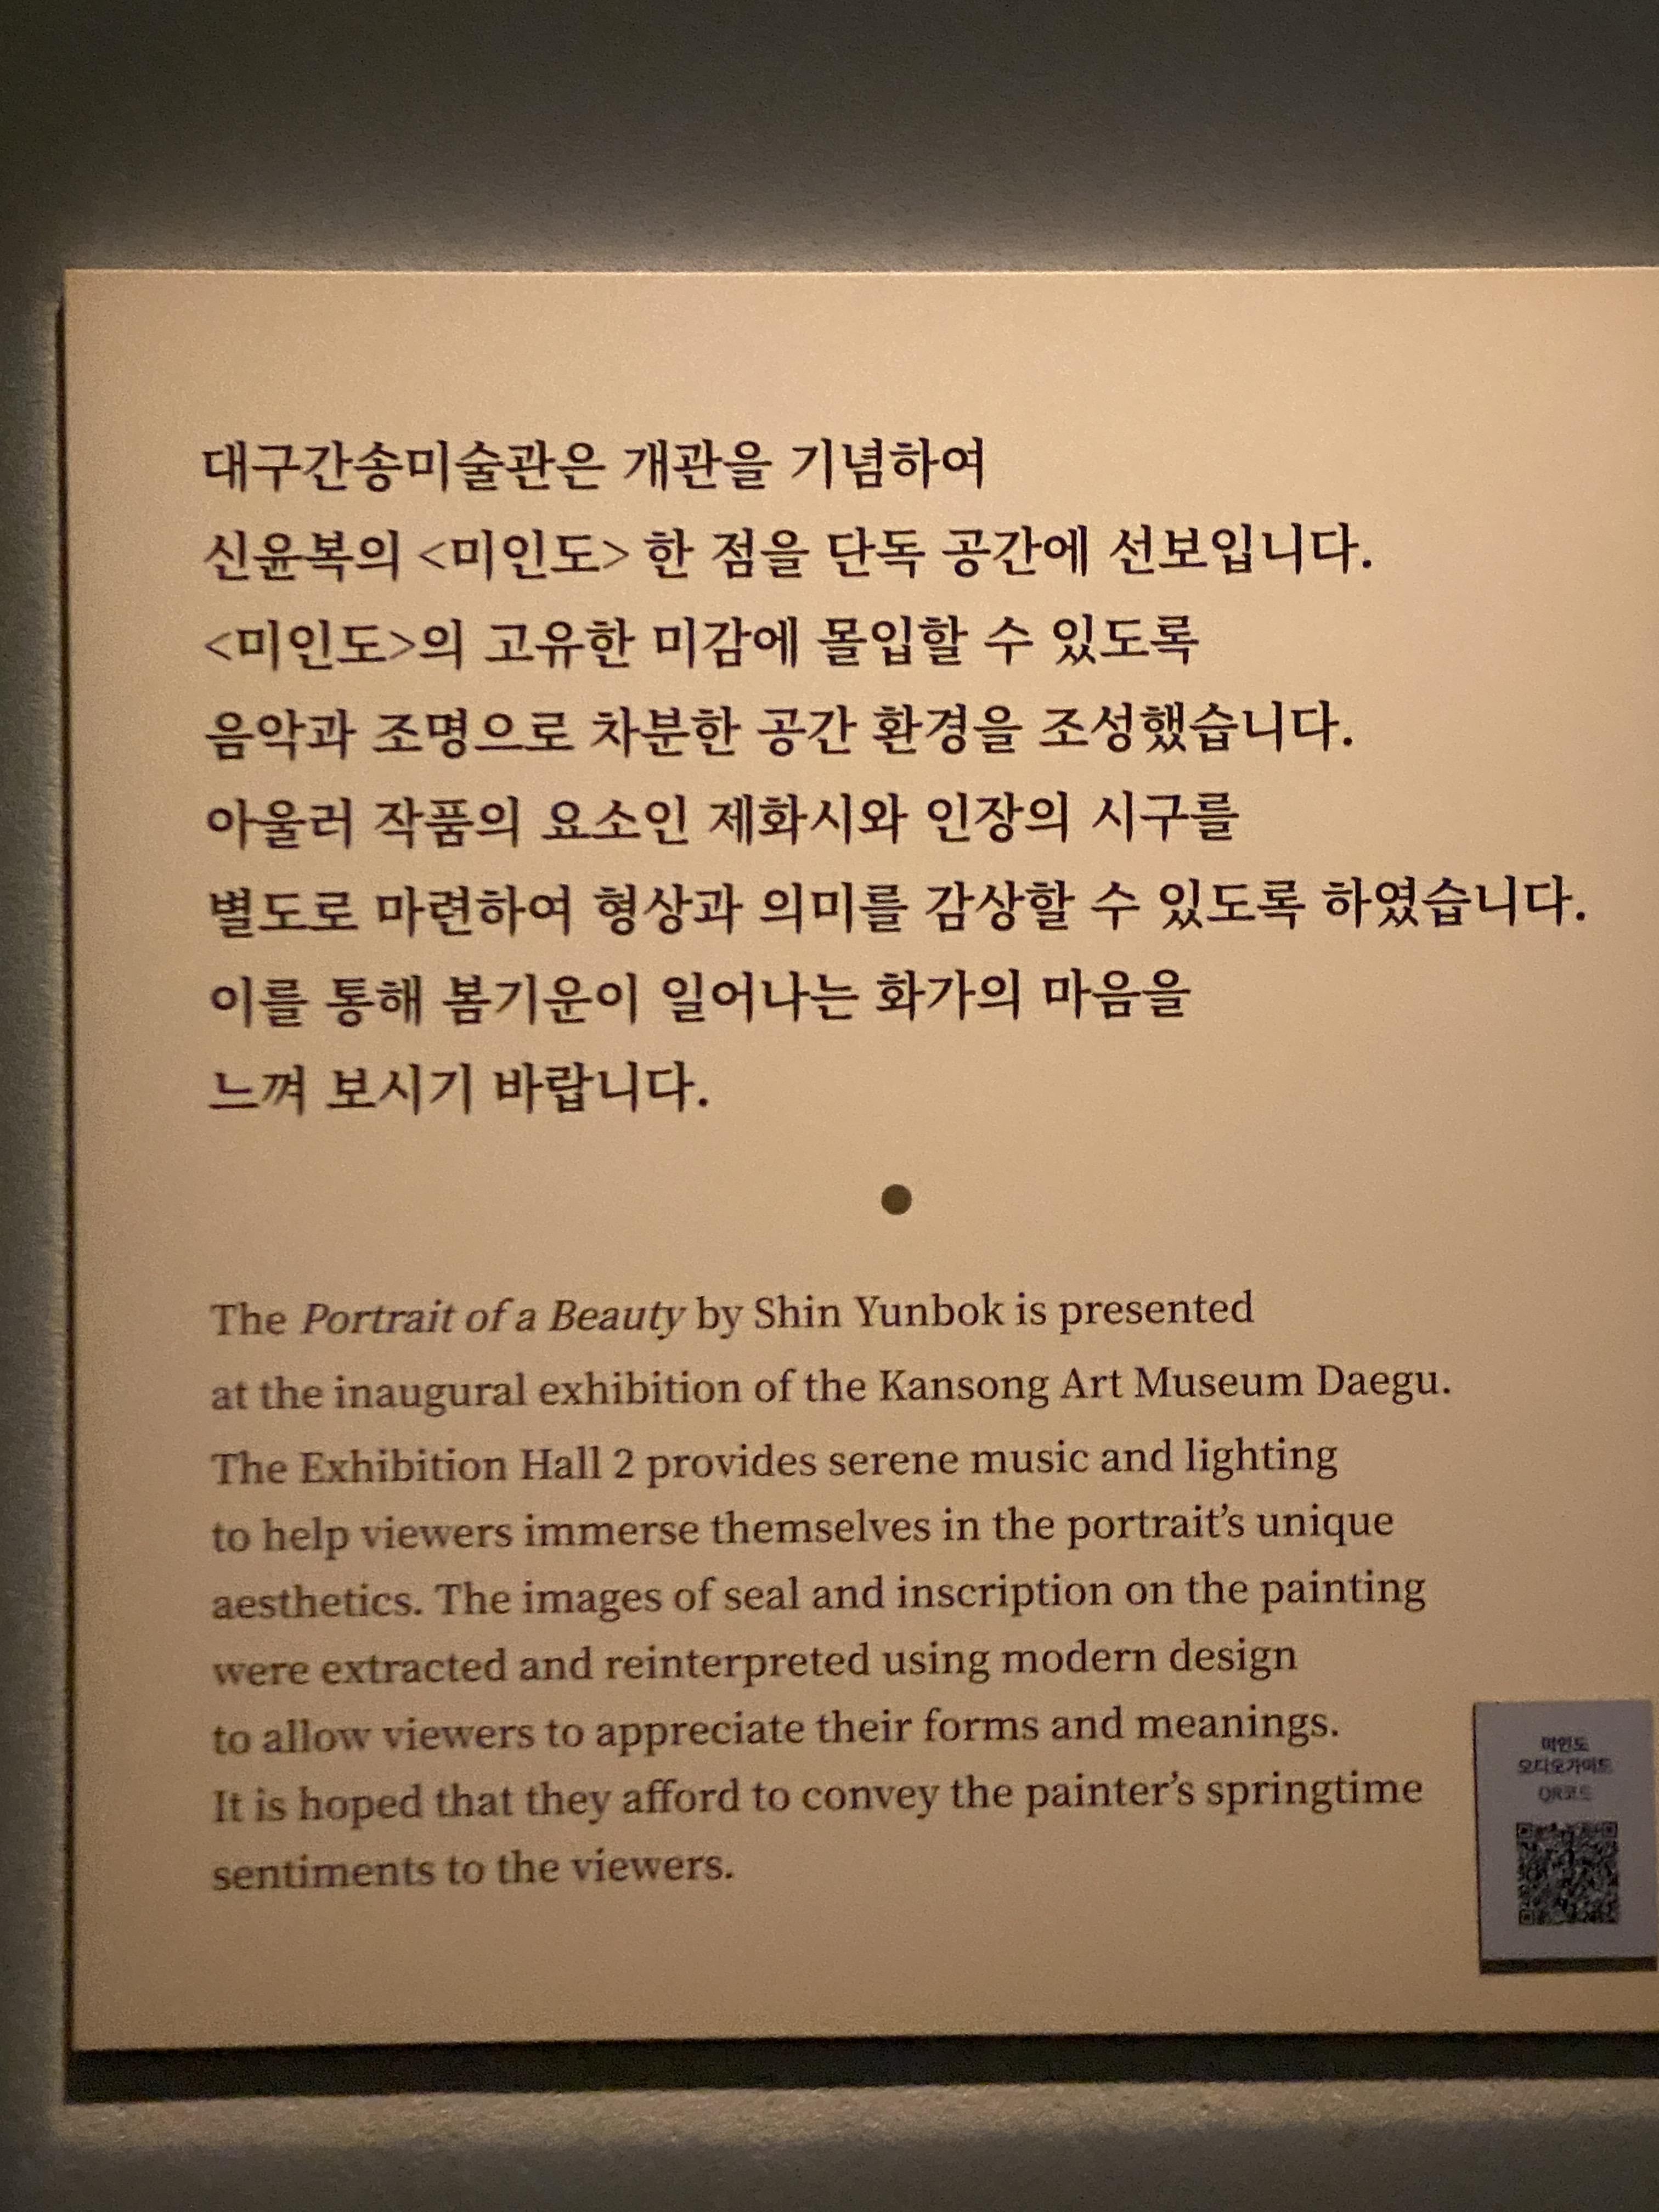 대구간송미술관은 개관을 기념하여
신윤복의 <미인도> 한 점을 단독 공간에 선보입니다.
<미인도>의 고유한 미감에 몰입할 수 있도록
음악과 조명으로 차분한 공간 환경을 조성했습니다.
아울러 작품의 요소인 제화시와 인장의 시구를
별도로 마련하여 형상과 의미를 감상할 수 있도록 하였습니다.
이를 통해 봄기운이 일어나는 화가의 마음을
느껴 보시기 바랍니다.
The Portrait of a Beauty by Shin Yunbok is presented
at the inaugural exhibition of the Kansong Art Museum Daegu.
The Exhibition Hall 2 provides serene music and lighting
to help viewers immerse themselves in the portrait’s unique
aesthetics. The images of seal and inscription on the painting
were extracted and reinterpreted using modern design
to allow viewers to appreciate their forms and meanings.
It is hoped that they afford to convey the painter’s springtime
sentiments to the viewers.
미인도
오디오가이드
QR코드